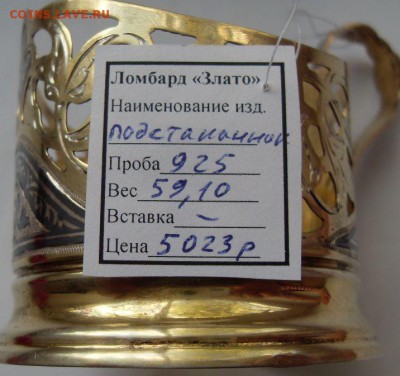 COINS.LAVE.RU
Ломбард «Злато»
Наименование изд.
подстаканник
Проба 925
Вес 59,10
Вставка –
Цена 5023р